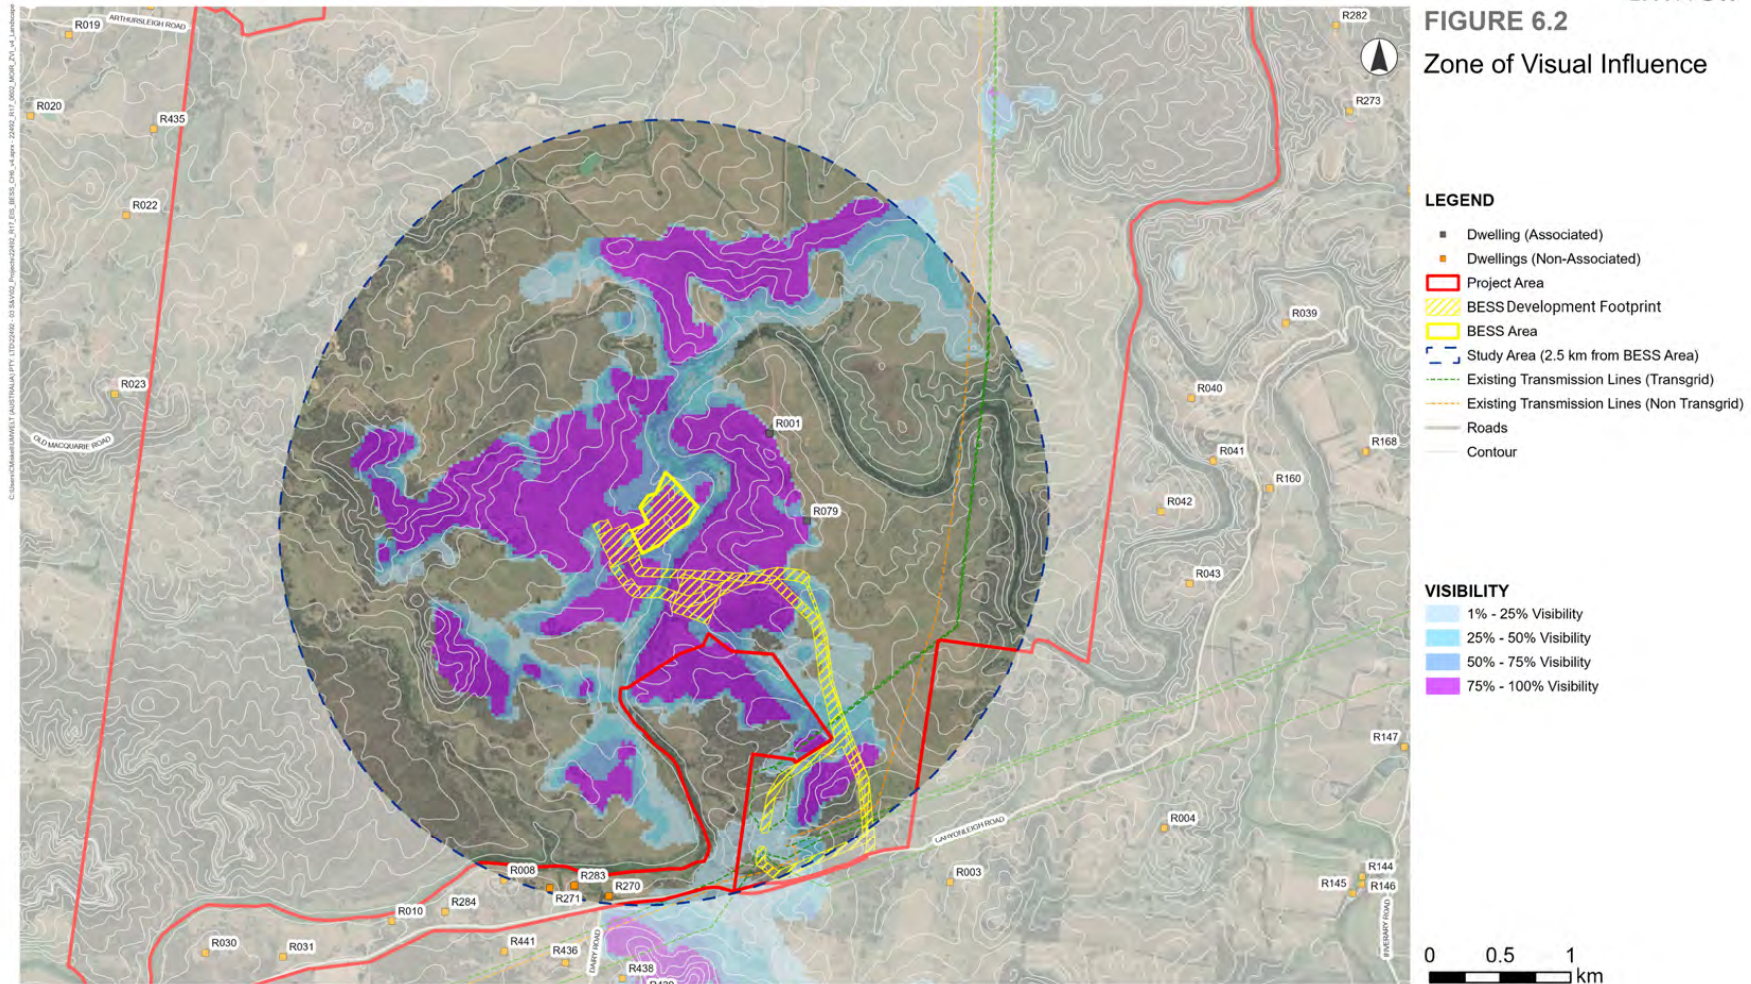 FIGURE 6.2
Zone of Visual Influence
LEGEND
Dwelling (Associated)
Dwellings (Non-Associated)
Project Area
BESS Development Footprint
BESS Area
Study Area (2.5 km from BESS Area)
Existing Transmission Lines (Transgrid)
Existing Transmission Lines (Non Transgrid)
Roads
Contour
VISIBILITY
1% - 25% Visibility
25% - 50% Visibility
50% - 75% Visibility
75% - 100% Visibility
0 0.5 1
km
R019
ARTHURSLEIGH ROAD
R282
R020
R435
R273
R022
R039
R023
R040
OLD MACQUARIE ROAD
R001
R041
R168
R160
R042
R079
R043
R147
R004
LAHYONLEIGH ROAD
R008
R283
R270
R271
R003
R144
R145
R146
R284
R010
R030
R031
R441
R436
DAIRY ROAD
R438
INVERARY ROAD